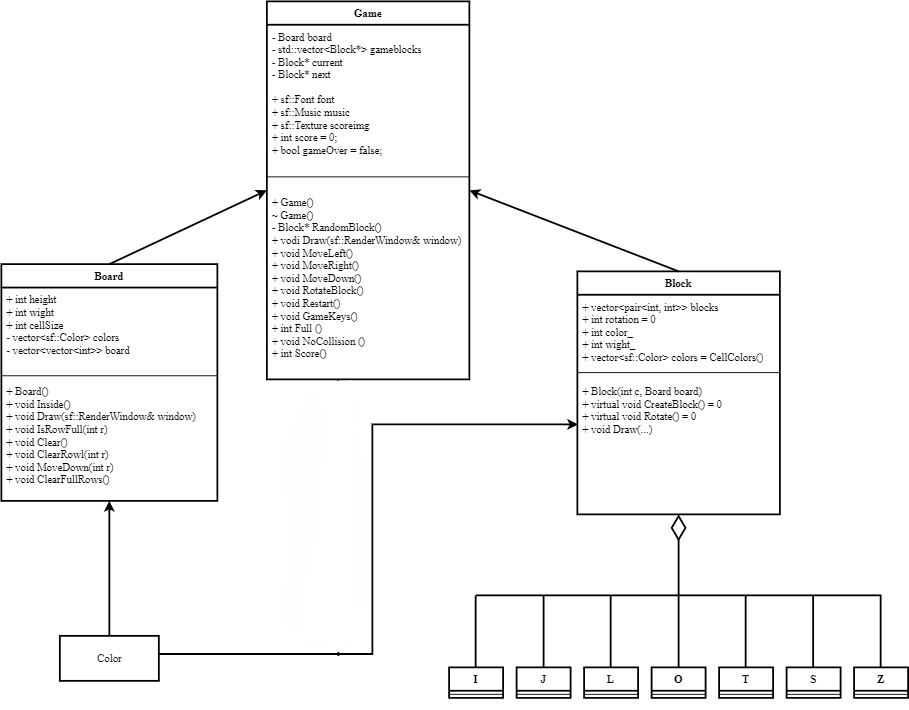 Game
- Board board
- std::vector<Block*> gameblocks
- Block* current
- Block* next
+ sf::Font font
+ sf::Music music
+ sf::Texture scoreimg
+ int score = 0;
+ bool gameOver = false;
+ Game()
~ Game()
- Block* RandomBlock()
+ vodi Draw(sf::RenderWindow& window)
+ void MoveLeft()
+ void MoveRight()
+ void MoveDown()
+ void RotateBlock()
+ void Restart()
+ void GameKeys()
+ int Full ()
+ void NoCollision ()
+ int Score()
Board
+ int height
+ int wight
+ int cellSize
- vector<sf::Color> colors
- vector<vector<int>> board
+ Board()
+ void Inside()
+ void Draw(sf::RenderWindow& window)
+ void IsRowFull(int r)
+ void Clear()
+ void ClearRowl(int r)
+ void MoveDown(int r)
+ void ClearFullRows()
Block
+ vector<pair<int, int>> blocks
+ int rotation = 0
+ int color_
+ int wight_
+ vector<sf::Color> colors = CellColors()
+ Block(int c, Board board)
+ virtual void CreateBlock() = 0
+ virtual void Rotate() = 0
+ void Draw(...)
Color
I
J
L
O
T
S
Z